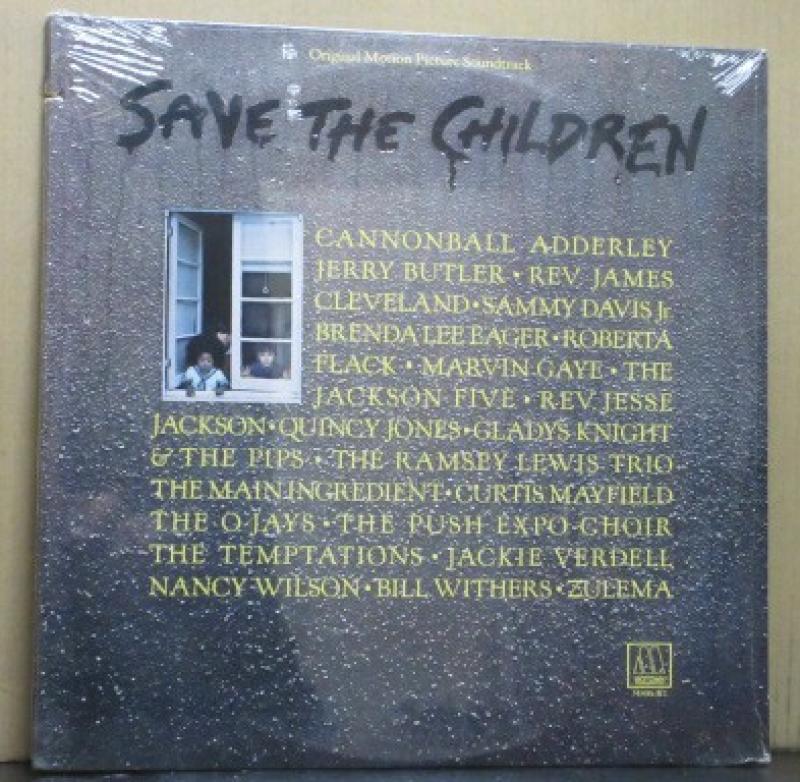 Original Motion Picture Soundtrack
SAVE THE CHILDREN
CANNONBALL ADDERLEY
JERRY BUTLER • REV. JAMES
CLEVELAND • SAMMY DAVIS Jr.
BRENDA LEE EAGER • ROBERTA
FLACK • MARVIN GAYE • THE
JACKSON FIVE • REV. JESSE
JACKSON • QUINCY JONES • GLADYS KNIGHT
& THE PIPS • THE RAMSEY LEWIS TRIO
THE MAIN INGREDIENT • CURTIS MAYFIELD
THE O'JAYS • THE PUSH EXPO CHOIR
THE TEMPTATIONS • JACKIE VERDELL
NANCY WILSON • BILL WITHERS • ZULEMA
M